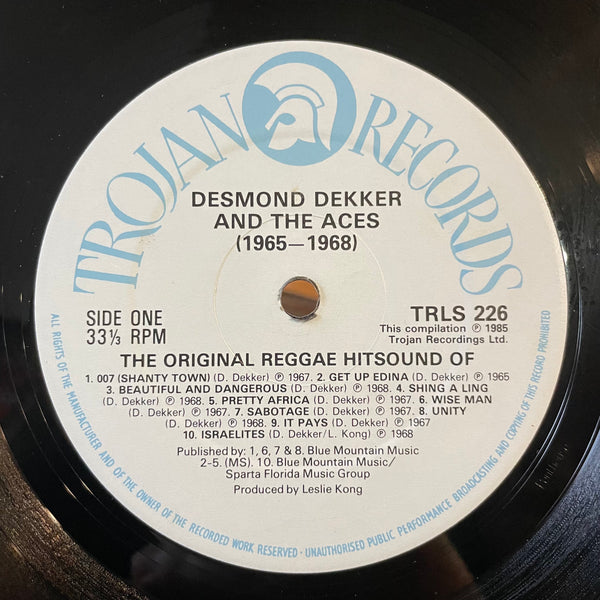 TROJAN RECORDS
DESMOND DEKKER
AND THE ACES
(1965—1968)
SIDE ONE
33⅓ RPM
TRLS 226
This compilation ℗ 1985
Trojan Recordings Ltd.
THE ORIGINAL REGGAE HITSOUND OF
1. 007 (SHANTY TOWN) (D. Dekker) ℗ 1967. 2. GET UP EDINA (D. Dekker) ℗ 1965
3. BEAUTIFUL AND DANGEROUS (D. Dekker) ℗ 1968. 4. SHING A LING
(D. Dekker) ℗ 1968. 5. PRETTY AFRICA (D. Dekker) ℗ 1967. 6. WISE MAN
(D. Dekker) ℗ 1967. 7. SABOTAGE (D. Dekker) ℗ 1967. 8. UNITY
(D. Dekker) ℗ 1968. 9. IT PAYS (D. Dekker) ℗ 1967
10. ISRAELITES (D. Dekker/L. Kong) ℗ 1968
Published by: 1, 6, 7 & 8. Blue Mountain Music
2-5. (MS). 10. Blue Mountain Music/
Sparta Florida Music Group
Produced by Leslie Kong
ALL RIGHTS OF THE MANUFACTURER AND OF THE OWNER OF THE RECORDED WORK RESERVED · UNAUTHORISED PUBLIC PERFORMANCE BROADCASTING AND COPYING OF THIS RECORD PROHIBITED